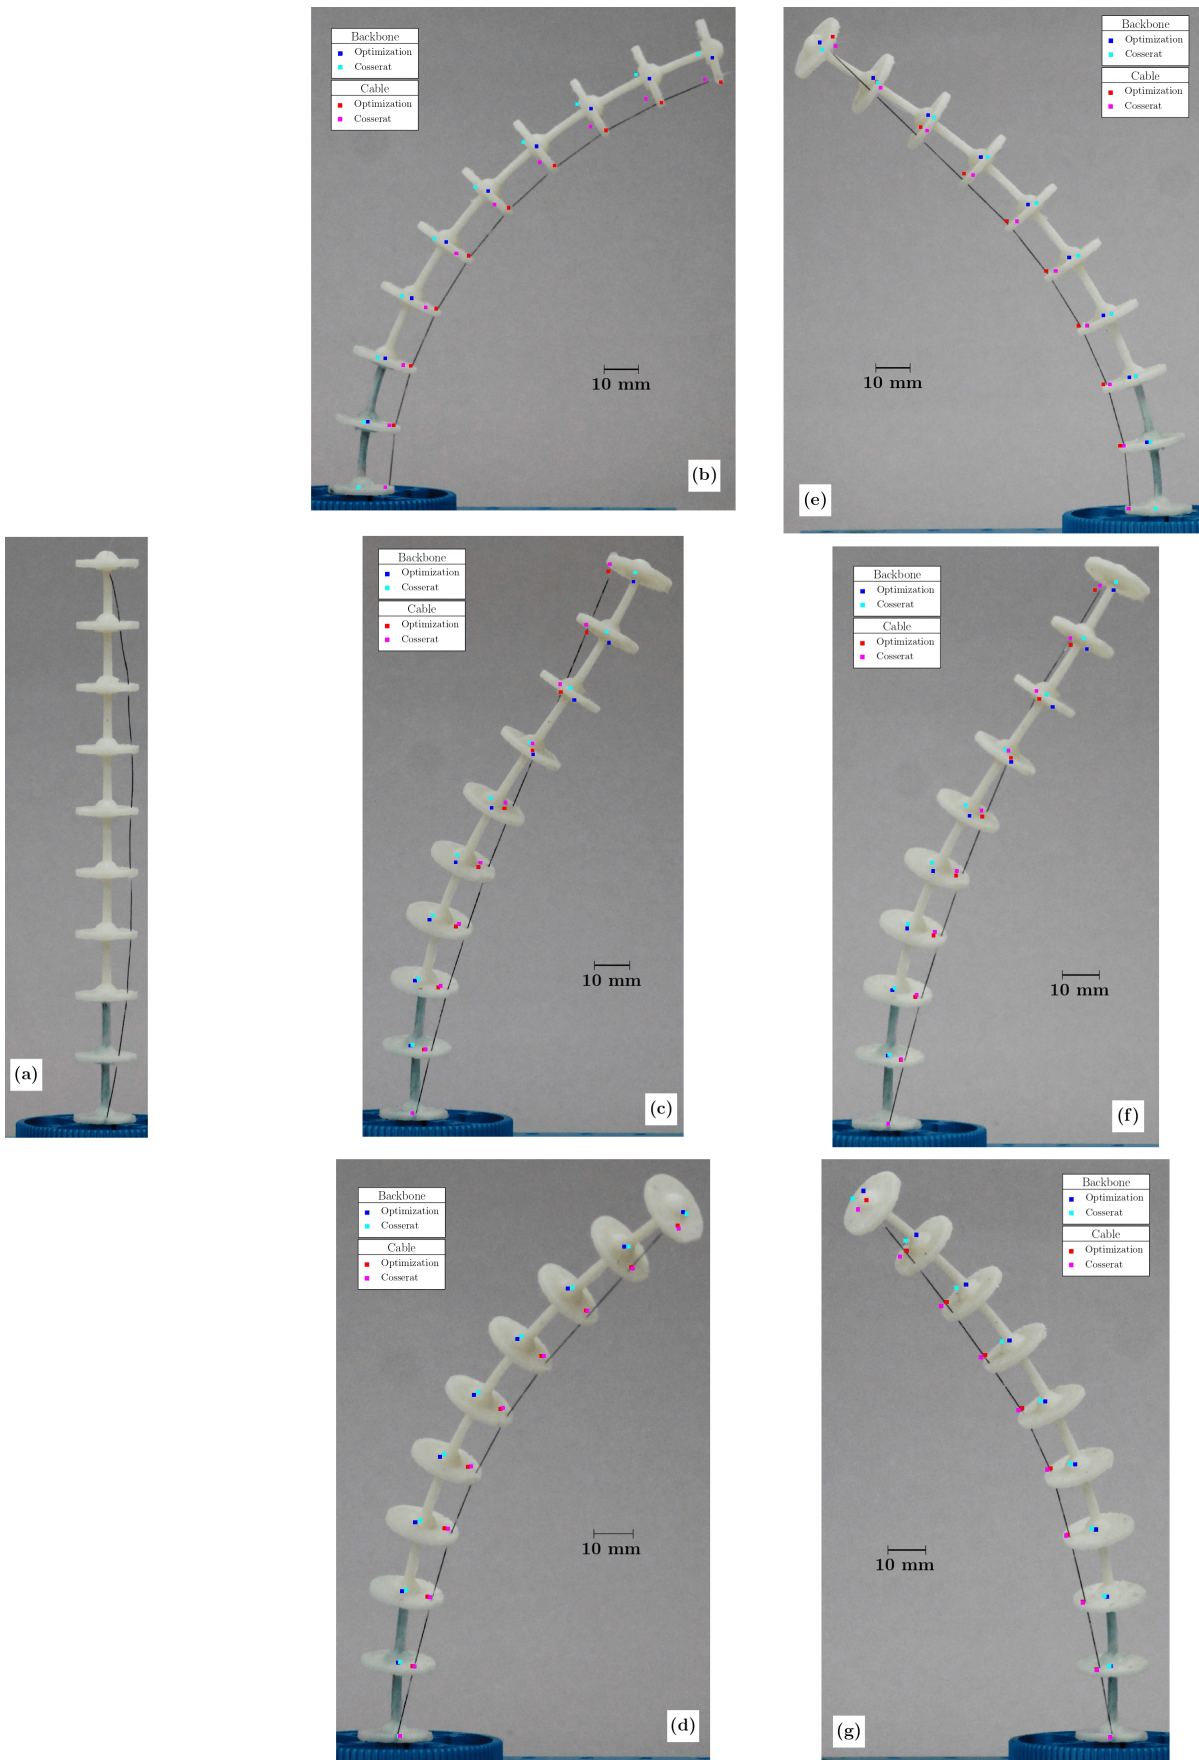 Backbone
Optimization
Cosserat
Cable
Optimization
Cosserat
10 mm
(b)
Backbone
Optimization
Cosserat
Cable
Optimization
Cosserat
10 mm
(e)
(a)
Backbone
Optimization
Cosserat
Cable
Optimization
Cosserat
10 mm
(c)
Backbone
Optimization
Cosserat
Cable
Optimization
Cosserat
10 mm
(f)
Backbone
Optimization
Cosserat
Cable
Optimization
Cosserat
10 mm
(d)
Backbone
Optimization
Cosserat
Cable
Optimization
Cosserat
10 mm
(g)